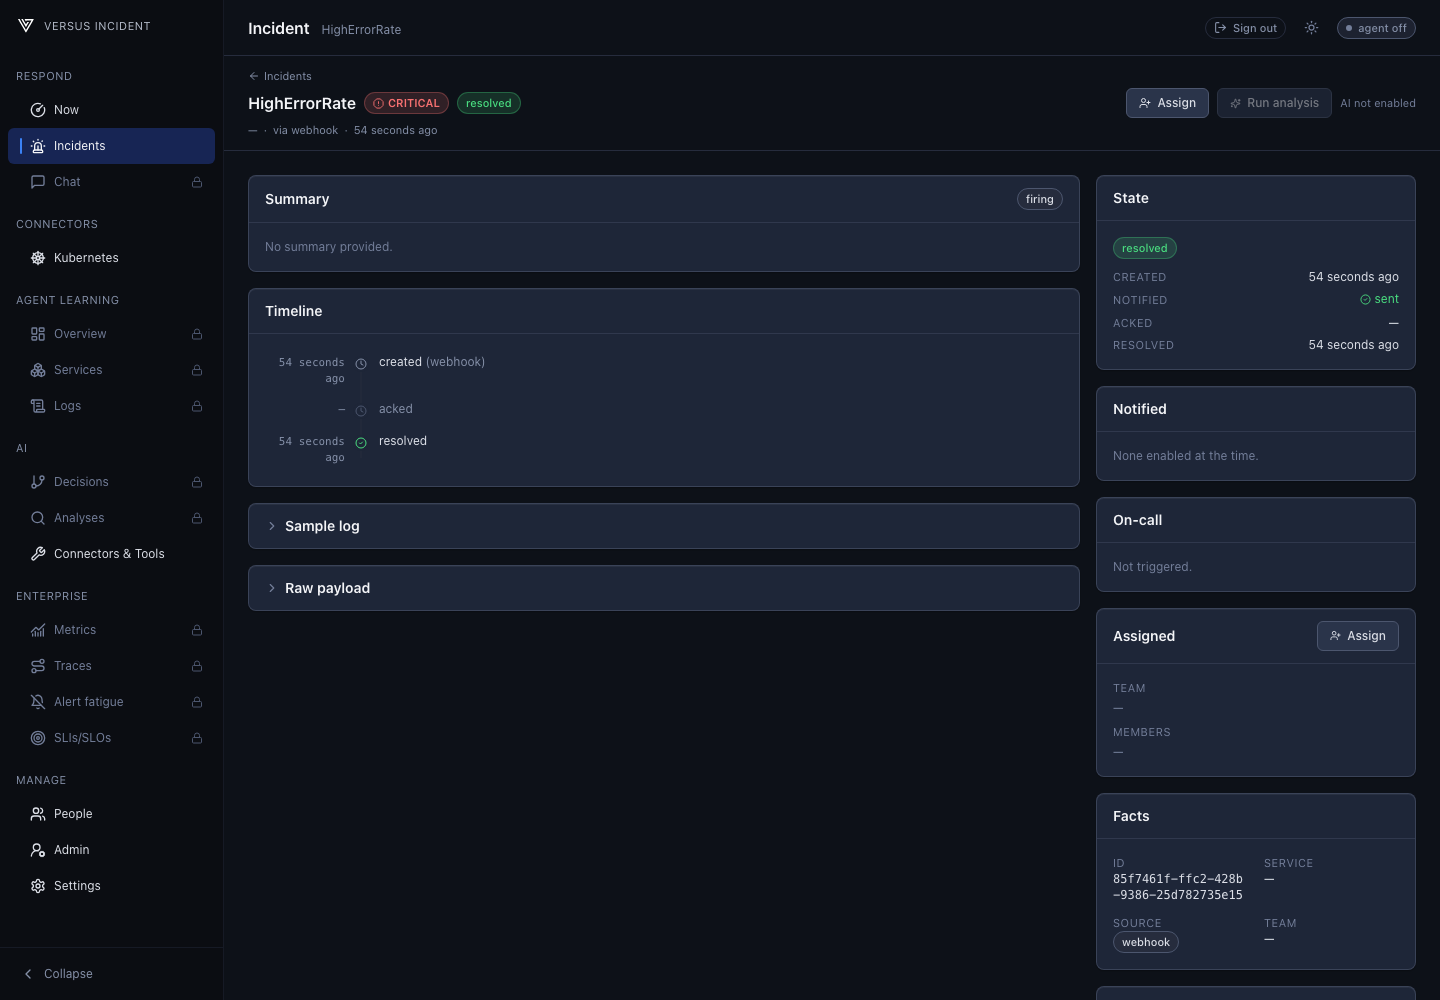 VERSUS INCIDENT
RESPOND
Now
Incidents
Chat
CONNECTORS
Kubernetes
AGENT LEARNING
Overview
Services
Logs
AI
Decisions
Analyses
Connectors & Tools
ENTERPRISE
Metrics
Traces
Alert fatigue
SLIs/SLOs
MANAGE
People
Admin
Settings
Collapse
Incident HighErrorRate
Sign out
agent off
Incidents
HighErrorRate CRITICAL resolved
— · via webhook · 54 seconds ago
Assign
Run analysis
AI not enabled
Summary
firing
No summary provided.
Timeline
54 seconds
ago
created (webhook)
— acked
54 seconds
ago
resolved
Sample log
Raw payload
State
resolved
CREATED 54 seconds ago
NOTIFIED sent
ACKED —
RESOLVED 54 seconds ago
Notified
None enabled at the time.
On-call
Not triggered.
Assigned
Assign
TEAM
—
MEMBERS
—
Facts
ID
85f7461f-ffc2-428b
-9386-25d782735e15
SERVICE
—
SOURCE
webhook
TEAM
—